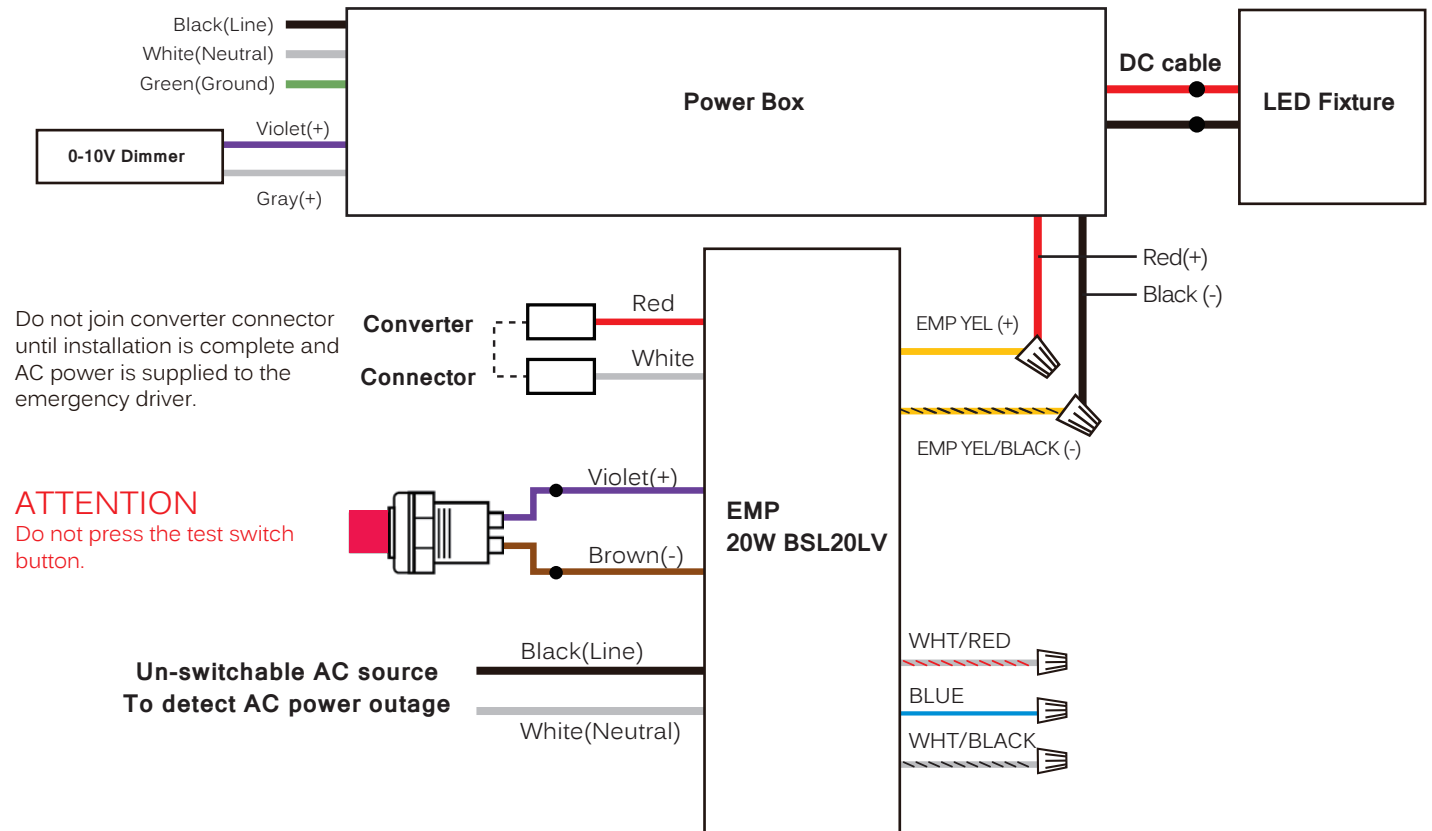 Black(Line)
White(Neutral)
Green(Ground)
Violet(+)
0-10V Dimmer
Gray(+)
Power Box
DC cable
LED Fixture
Red(+)
Black (-)
Do not join converter connector
until installation is complete and
AC power is supplied to the
emergency driver.
Converter
Connector
Red
White
EMP YEL (+)
EMP YEL/BLACK (-)
ATTENTION
Do not press the test switch
button.
Violet(+)
Brown(-)
EMP
20W BSL20LV
Un-switchable AC source
To detect AC power outage
Black(Line)
White(Neutral)
WHT/RED
BLUE
WHT/BLACK